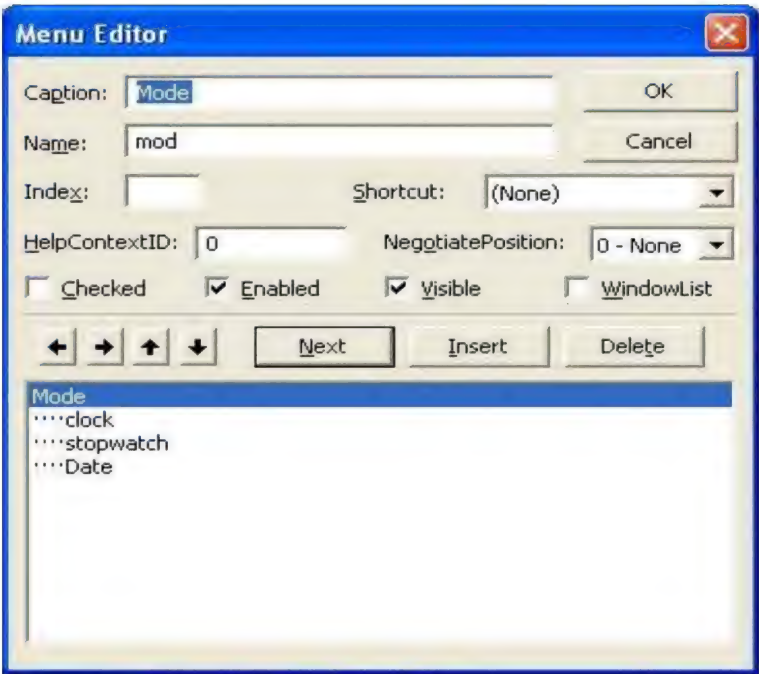 Menu Editor
Caption: Mode OK
Name: mod Cancel
Index: Shortcut: (None)
HelpContextID: 0 NegotiatePosition: 0 - None
Checked Enabled Visible WindowList
Next Insert Delete
Mode
····clock
····stopwatch
····Date